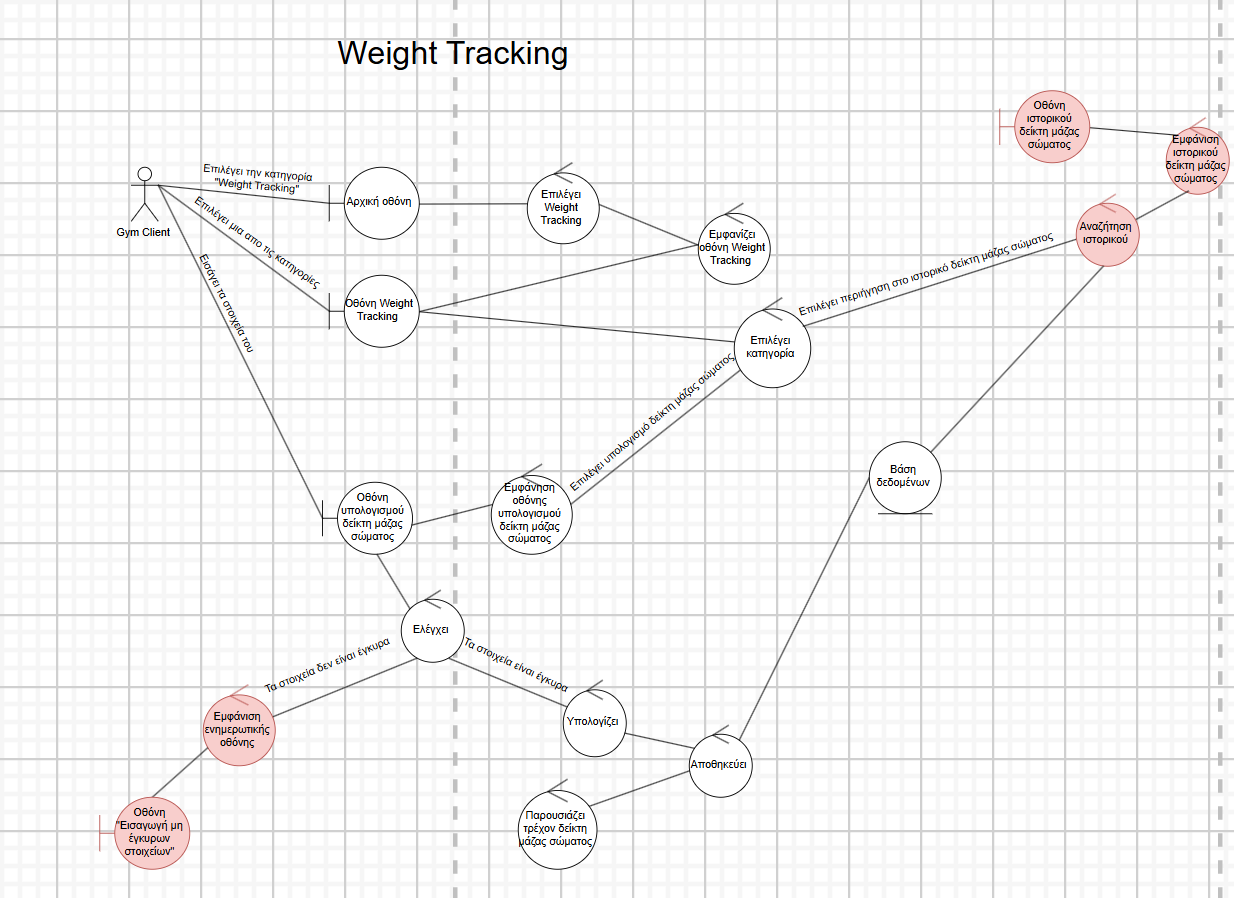 Weight Tracking
Οθόνη
ιστορικού
δείκτη μάζας
σώματος
Εμφάνιση
ιστορικού
δείκτη μάζας
σώματος
Επιλέγει την κατηγορία
"Weight Tracking"
Αρχική οθόνη
Επιλέγει
Weight
Tracking
Gym Client
Επιλέγει μια απο τις κατηγορίες
Εμφανίζει
οθόνη Weight
Tracking
Αναζήτηση
ιστορικού
Επιλέγει περιήγηση στο ιστορικό δείκτη μάζας σώματος
Εισάγει τα στοιχεία του
Οθόνη Weight
Tracking
Επιλέγει
κατηγορία
Επιλέγει υπολογισμό δείκτη μάζας σώματος
Βάση
δεδομένων
Οθόνη
υπολογισμού
δείκτη μάζας
σώματος
Εμφάνηση
οθόνης
υπολογισμού
δείκτη μάζας
σώματος
Ελέγχει
Τα στοιχεία δεν είναι έγκυρα
Τα στοιχεία είναι έγκυρα
Εμφάνιση
ενημερωτικής
οθόνης
Υπολογίζει
Αποθηκεύει
Οθόνη
"Εισαγωγή μη
έγκυρων
στοιχείων"
Παρουσιάζει
τρέχον δείκτη
μάζας σώματος